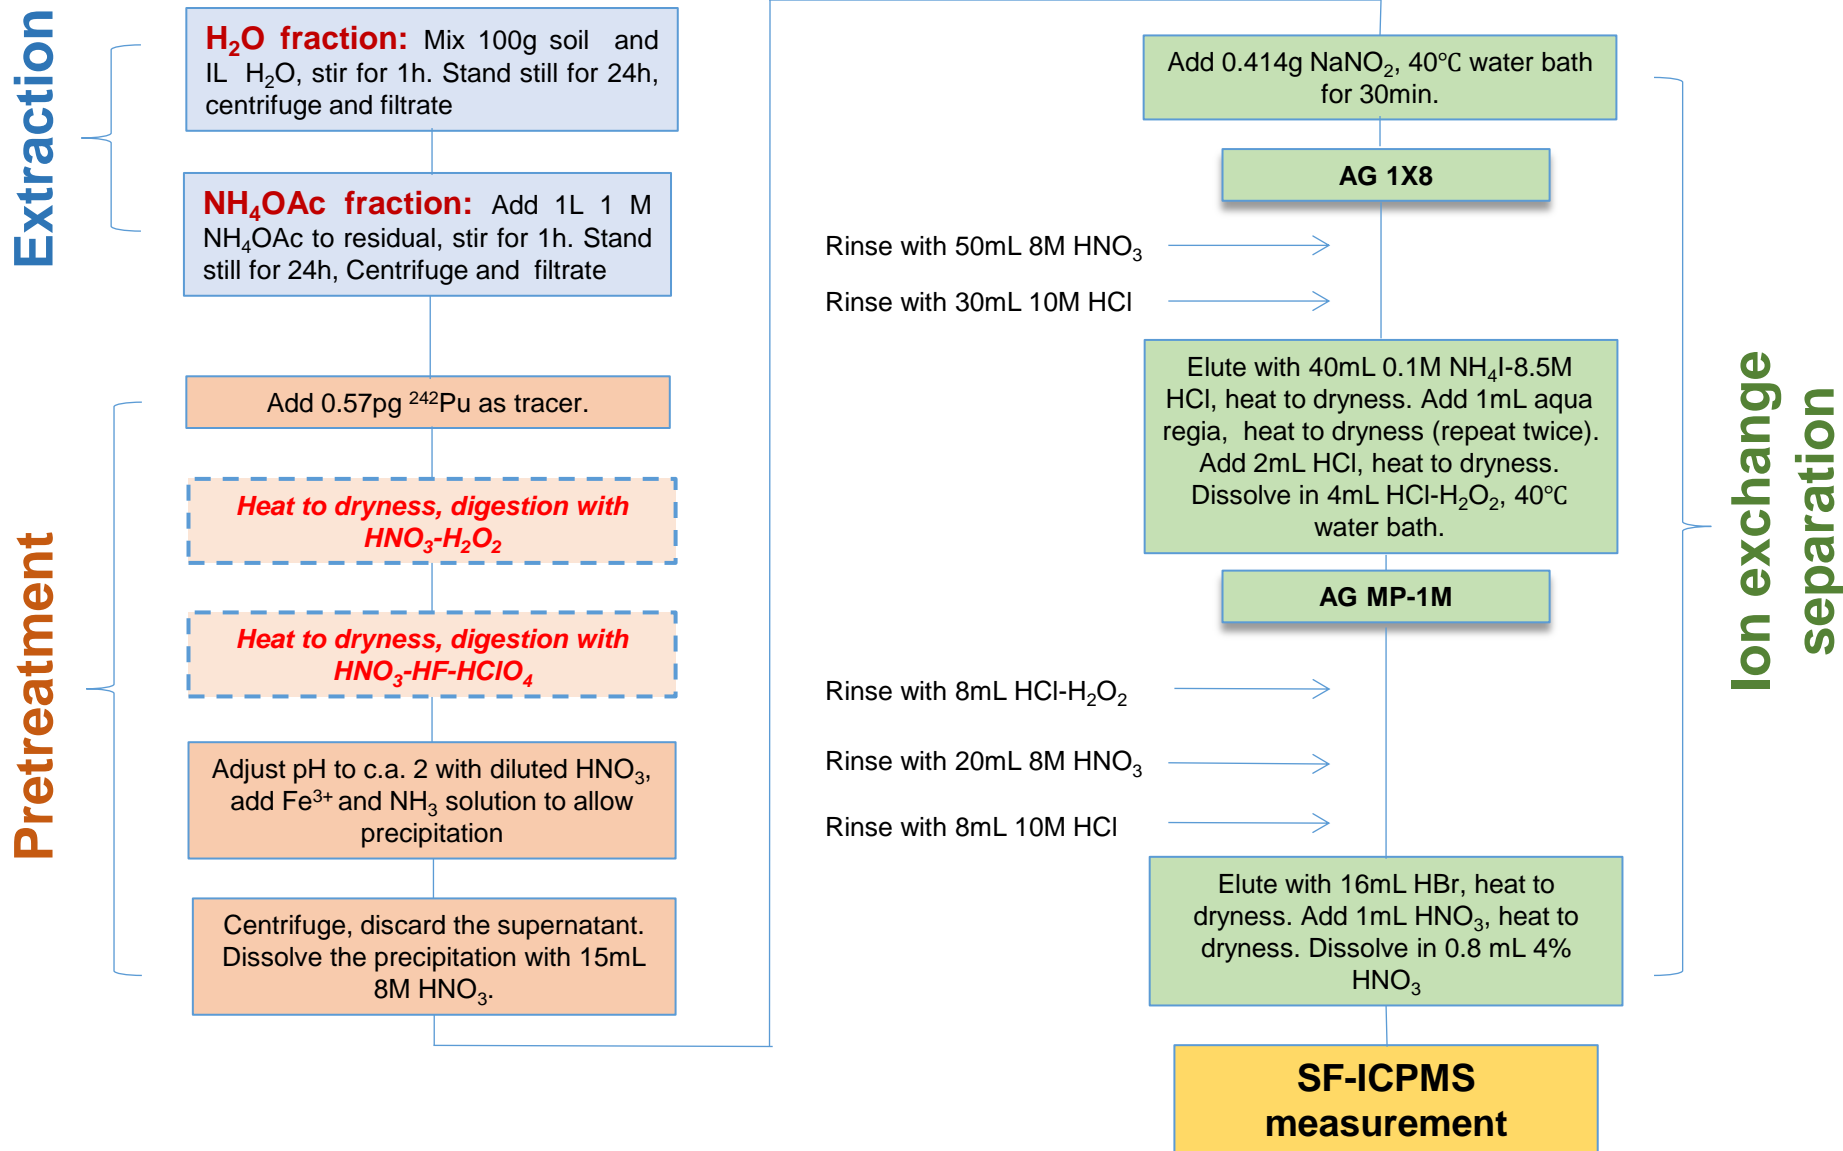 Extraction
H₂O fraction: Mix 100g soil and
IL H₂O, stir for 1h. Stand still for 24h,
centrifuge and filtrate
NH₄OAc fraction: Add 1L 1 M
NH₄OAc to residual, stir for 1h. Stand
still for 24h, Centrifuge and filtrate
Pretreatment
Add 0.57pg ²⁴²Pu as tracer.
Heat to dryness, digestion with
HNO₃-H₂O₂
Heat to dryness, digestion with
HNO₃-HF-HClO₄
Adjust pH to c.a. 2 with diluted HNO₃,
add Fe³⁺ and NH₃ solution to allow
precipitation
Centrifuge, discard the supernatant.
Dissolve the precipitation with 15mL
8M HNO₃.
Add 0.414g NaNO₂, 40℃ water bath
for 30min.
AG 1X8
Rinse with 50mL 8M HNO₃
Rinse with 30mL 10M HCl
Elute with 40mL 0.1M NH₄I-8.5M
HCl, heat to dryness. Add 1mL aqua
regia, heat to dryness (repeat twice).
Add 2mL HCl, heat to dryness.
Dissolve in 4mL HCl-H₂O₂, 40℃
water bath.
AG MP-1M
Rinse with 8mL HCl-H₂O₂
Rinse with 20mL 8M HNO₃
Rinse with 8mL 10M HCl
Elute with 16mL HBr, heat to
dryness. Add 1mL HNO₃, heat to
dryness. Dissolve in 0.8 mL 4%
HNO₃
SF-ICPMS
measurement
Ion exchange
separation